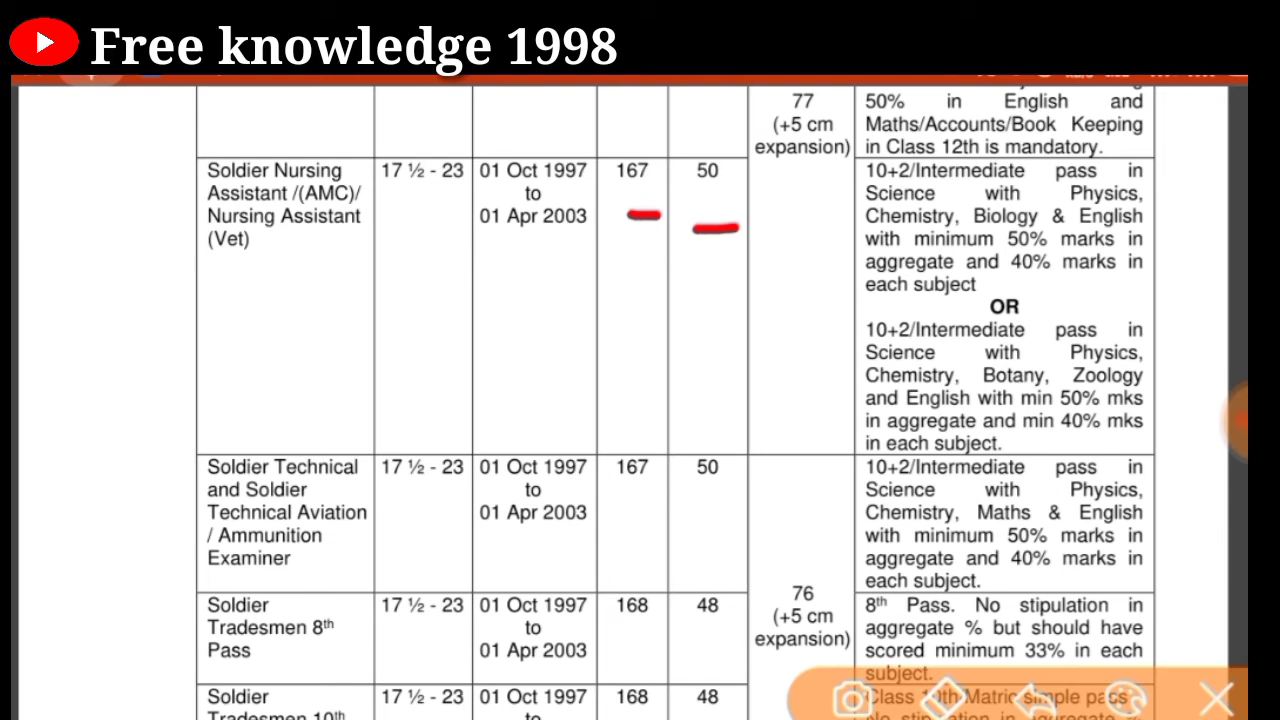 Free knowledge 1998
77
(+5 cm
expansion)
50% in English and
Maths/Accounts/Book Keeping
in Class 12th is mandatory.
Soldier Nursing
Assistant /(AMC)/
Nursing Assistant
(Vet)
17 ½ - 23
01 Oct 1997
to
01 Apr 2003
167
50
10+2/Intermediate pass in
Science with Physics,
Chemistry, Biology & English
with minimum 50% marks in
aggregate and 40% marks in
each subject
OR
10+2/Intermediate pass in
Science with Physics,
Chemistry, Botany, Zoology
and English with min 50% mks
in aggregate and min 40% mks
in each subject.
Soldier Technical
and Soldier
Technical Aviation
/ Ammunition
Examiner
17 ½ - 23
01 Oct 1997
to
01 Apr 2003
167
50
76
(+5 cm
expansion)
10+2/Intermediate pass in
Science with Physics,
Chemistry, Maths & English
with minimum 50% marks in
aggregate and 40% marks in
each subject.
Soldier
Tradesmen 8th
Pass
17 ½ - 23
01 Oct 1997
to
01 Apr 2003
168
48
8th Pass. No stipulation in
aggregate % but should have
scored minimum 33% in each
subject.
Soldier
Tradesmen 10th
17 ½ - 23
01 Oct 1997
to
168
48
Class 10th Matric simple pass